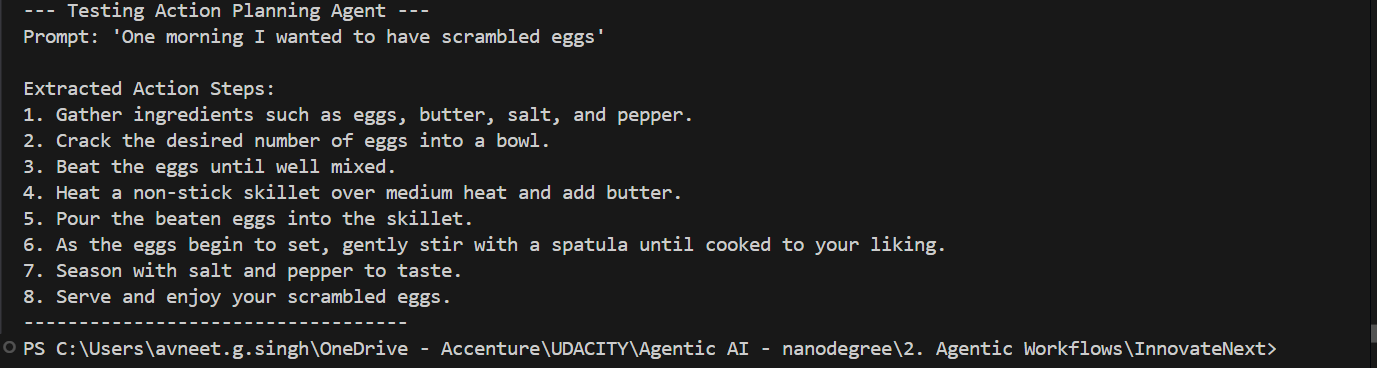 --- Testing Action Planning Agent ---
Prompt: 'One morning I wanted to have scrambled eggs'
Extracted Action Steps:
1. Gather ingredients such as eggs, butter, salt, and pepper.
2. Crack the desired number of eggs into a bowl.
3. Beat the eggs until well mixed.
4. Heat a non-stick skillet over medium heat and add butter.
5. Pour the beaten eggs into the skillet.
6. As the eggs begin to set, gently stir with a spatula until cooked to your liking.
7. Season with salt and pepper to taste.
8. Serve and enjoy your scrambled eggs.
-----------------------------------
PS C:\Users\avneet.g.singh\OneDrive - Accenture\UDACITY\Agentic AI - nanodegree\2. Agentic Workflows\InnovateNext>